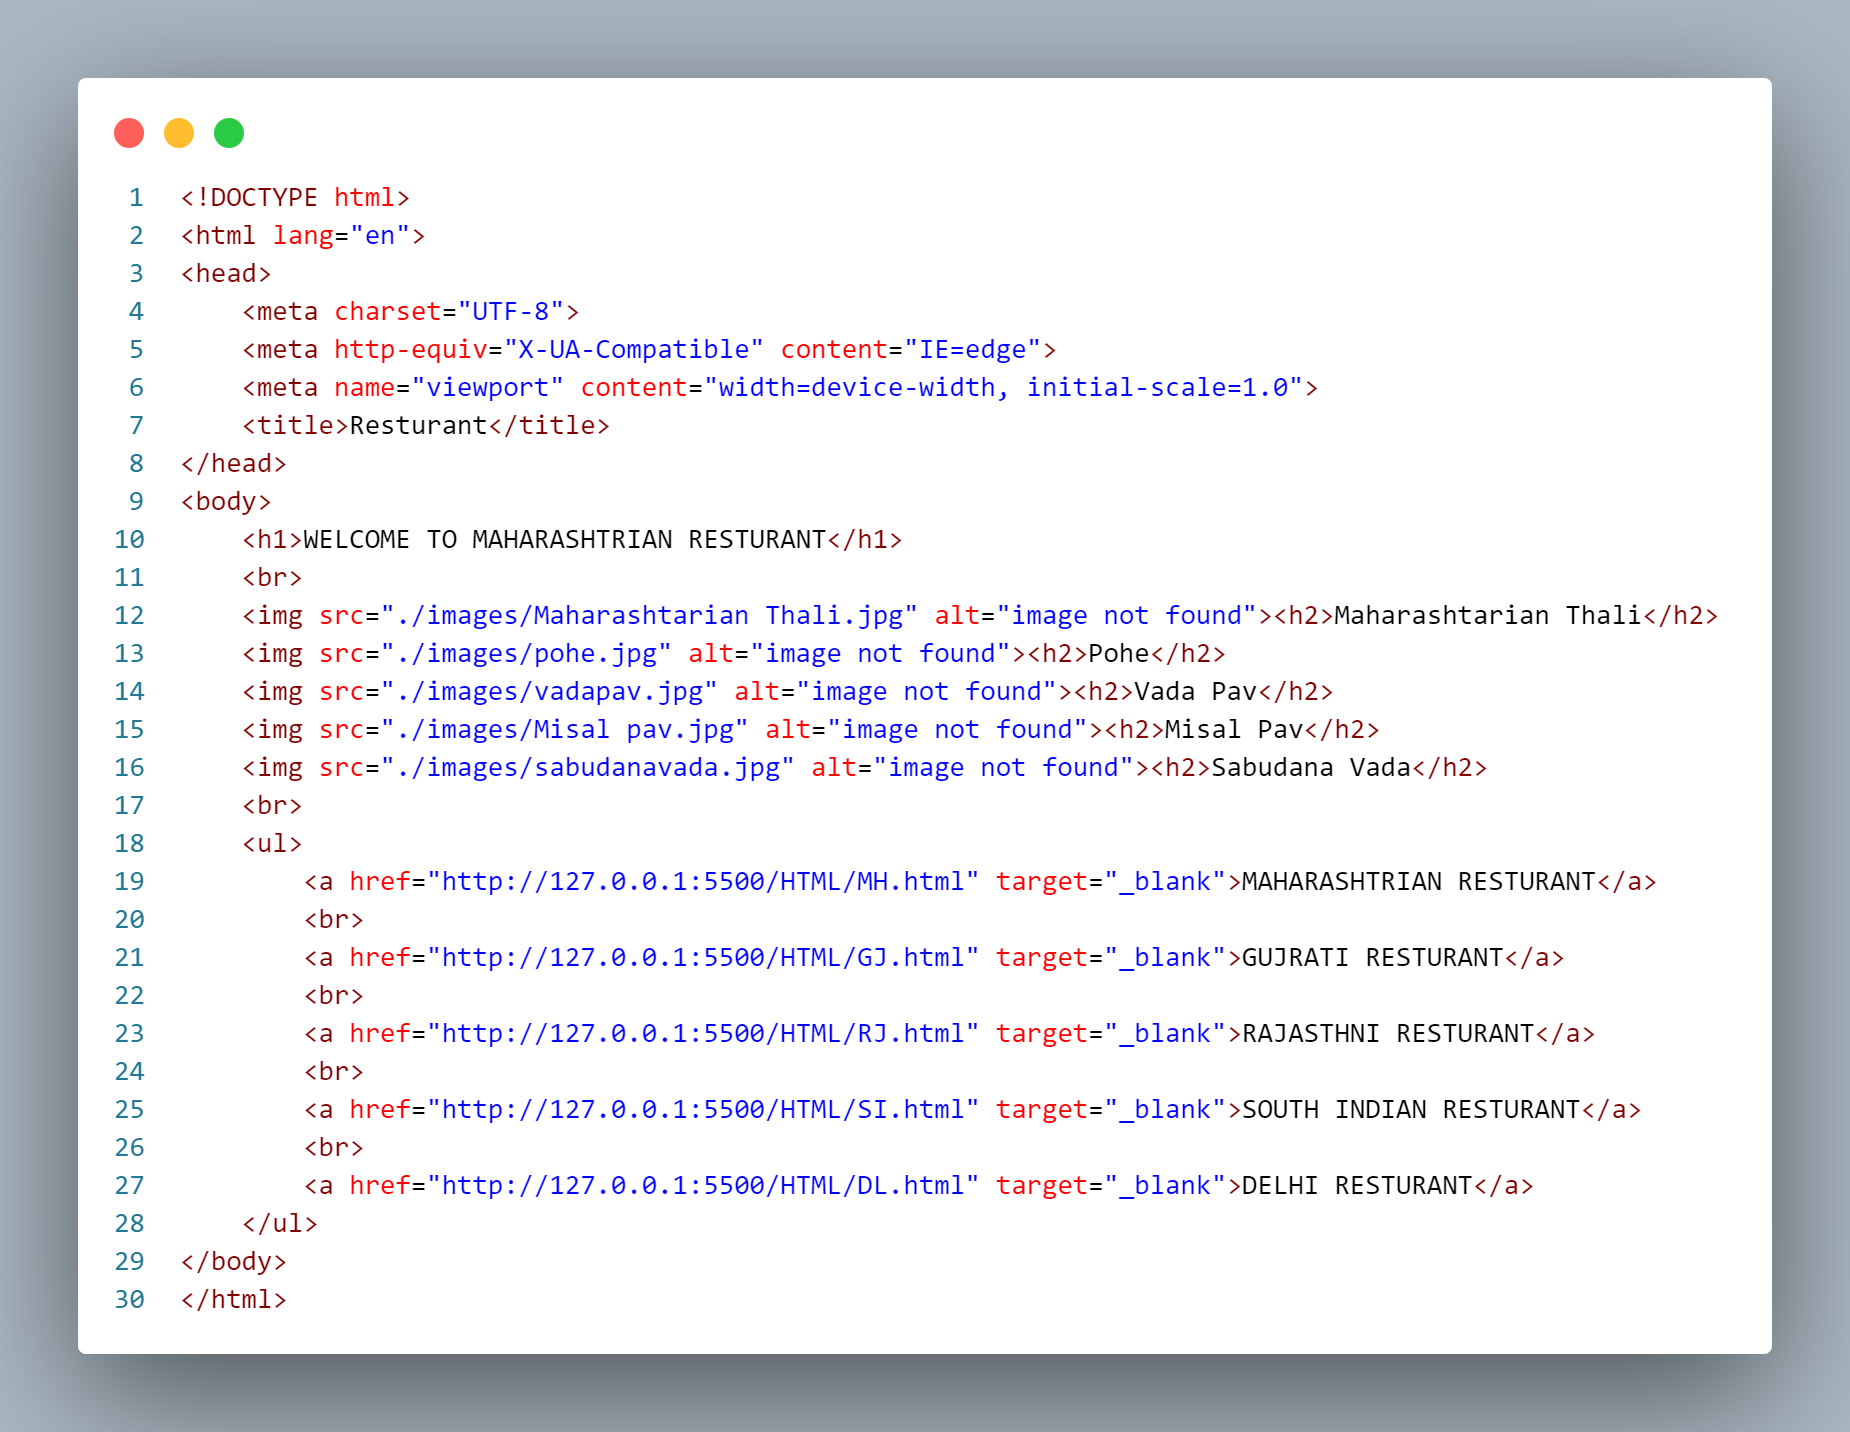 1 <!DOCTYPE html>
2 <html lang="en">
3 <head>
4     <meta charset="UTF-8">
5     <meta http-equiv="X-UA-Compatible" content="IE=edge">
6     <meta name="viewport" content="width=device-width, initial-scale=1.0">
7     <title>Resturant</title>
8 </head>
9 <body>
10     <h1>WELCOME TO MAHARASHTRIAN RESTURANT</h1>
11     <br>
12     <img src="./images/Maharashtarian Thali.jpg" alt="image not found"><h2>Maharashtarian Thali</h2>
13     <img src="./images/pohe.jpg" alt="image not found"><h2>Pohe</h2>
14     <img src="./images/vadapav.jpg" alt="image not found"><h2>Vada Pav</h2>
15     <img src="./images/Misal pav.jpg" alt="image not found"><h2>Misal Pav</h2>
16     <img src="./images/sabudanavada.jpg" alt="image not found"><h2>Sabudana Vada</h2>
17     <br>
18     <ul>
19         <a href="http://127.0.0.1:5500/HTML/MH.html" target="_blank">MAHARASHTRIAN RESTURANT</a>
20         <br>
21         <a href="http://127.0.0.1:5500/HTML/GJ.html" target="_blank">GUJRATI RESTURANT</a>
22         <br>
23         <a href="http://127.0.0.1:5500/HTML/RJ.html" target="_blank">RAJASTHNI RESTURANT</a>
24         <br>
25         <a href="http://127.0.0.1:5500/HTML/SI.html" target="_blank">SOUTH INDIAN RESTURANT</a>
26         <br>
27         <a href="http://127.0.0.1:5500/HTML/DL.html" target="_blank">DELHI RESTURANT</a>
28     </ul>
29 </body>
30 </html>